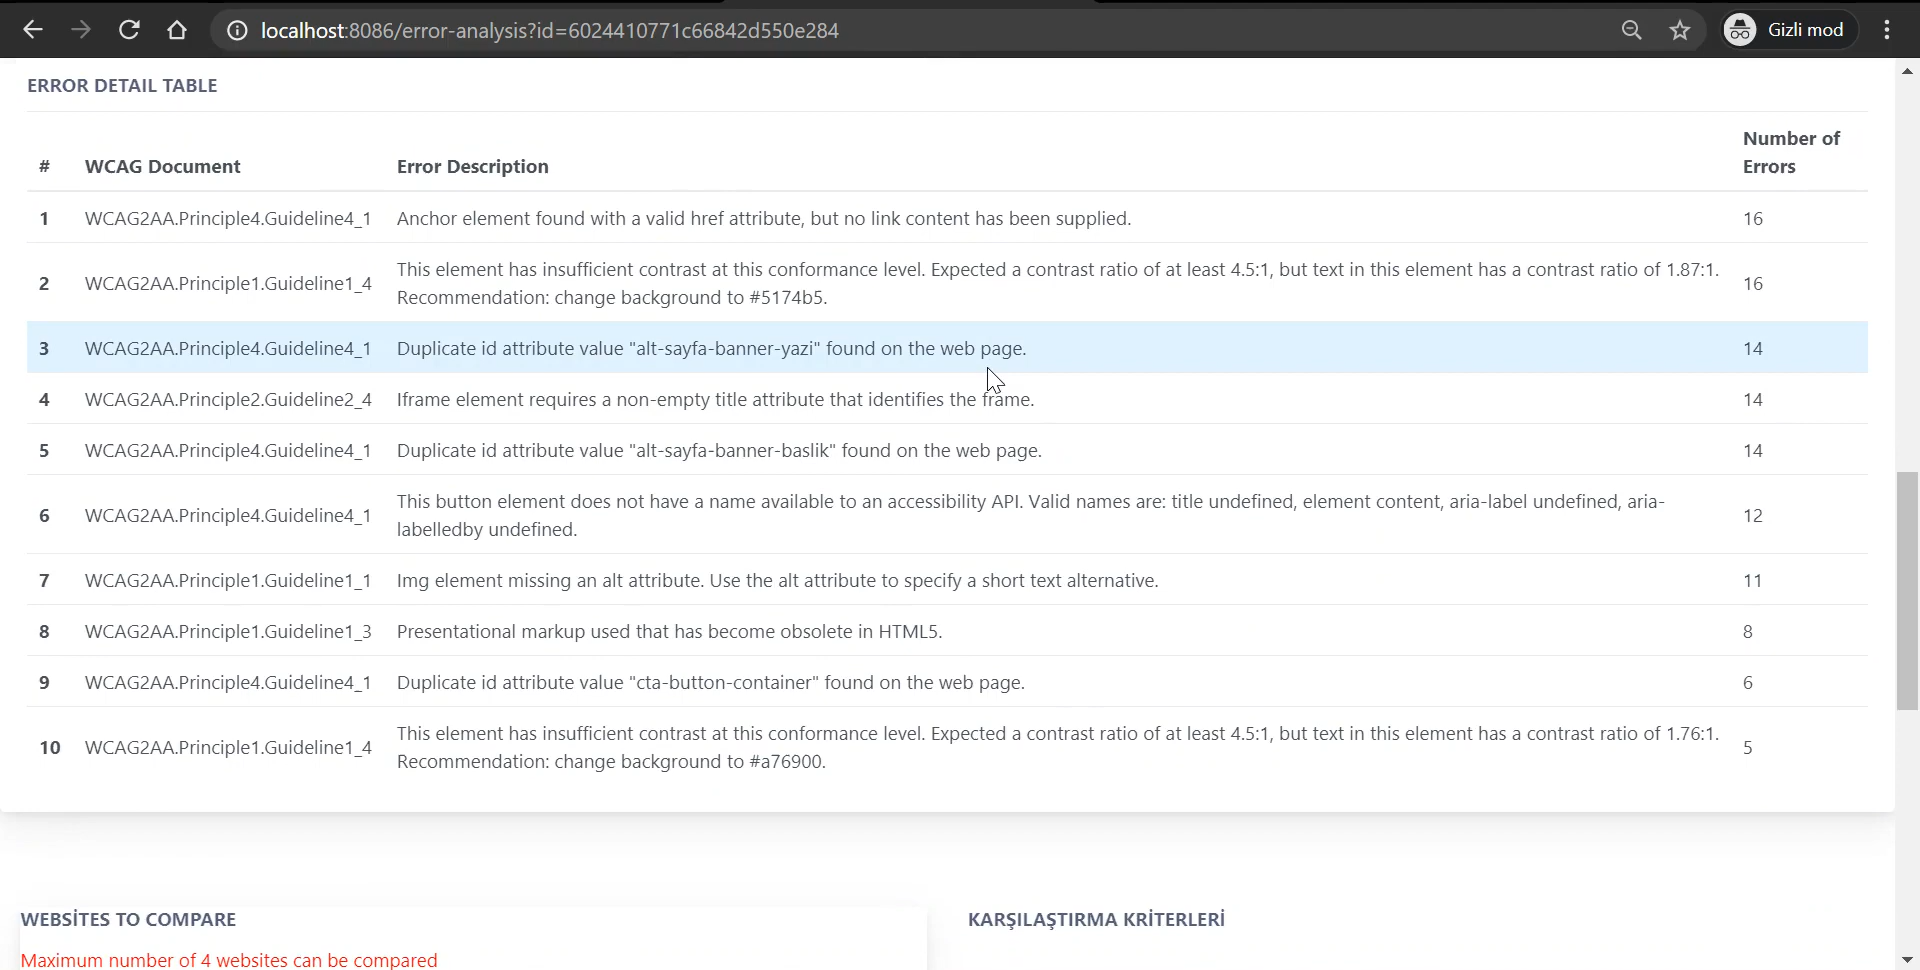 localhost:8086/error-analysis?id=6024410771c66842d550e284
Gizli mod
ERROR DETAIL TABLE
# WCAG Document Error Description Number of
Errors
1 WCAG2AA.Principle4.Guideline4_1 Anchor element found with a valid href attribute, but no link content has been supplied. 16
2 WCAG2AA.Principle1.Guideline1_4 This element has insufficient contrast at this conformance level. Expected a contrast ratio of at least 4.5:1, but text in this element has a contrast ratio of 1.87:1. 16
Recommendation: change background to #5174b5.
3 WCAG2AA.Principle4.Guideline4_1 Duplicate id attribute value "alt-sayfa-banner-yazi" found on the web page. 14
4 WCAG2AA.Principle2.Guideline2_4 Iframe element requires a non-empty title attribute that identifies the frame. 14
5 WCAG2AA.Principle4.Guideline4_1 Duplicate id attribute value "alt-sayfa-banner-baslik" found on the web page. 14
6 WCAG2AA.Principle4.Guideline4_1 This button element does not have a name available to an accessibility API. Valid names are: title undefined, element content, aria-label undefined, aria- 12
labelledby undefined.
7 WCAG2AA.Principle1.Guideline1_1 Img element missing an alt attribute. Use the alt attribute to specify a short text alternative. 11
8 WCAG2AA.Principle1.Guideline1_3 Presentational markup used that has become obsolete in HTML5. 8
9 WCAG2AA.Principle4.Guideline4_1 Duplicate id attribute value "cta-button-container" found on the web page. 6
10 WCAG2AA.Principle1.Guideline1_4 This element has insufficient contrast at this conformance level. Expected a contrast ratio of at least 4.5:1, but text in this element has a contrast ratio of 1.76:1. 5
Recommendation: change background to #a76900.
WEBSİTES TO COMPARE
Maximum number of 4 websites can be compared
KARŞILAŞTIRMA KRİTERLERİ